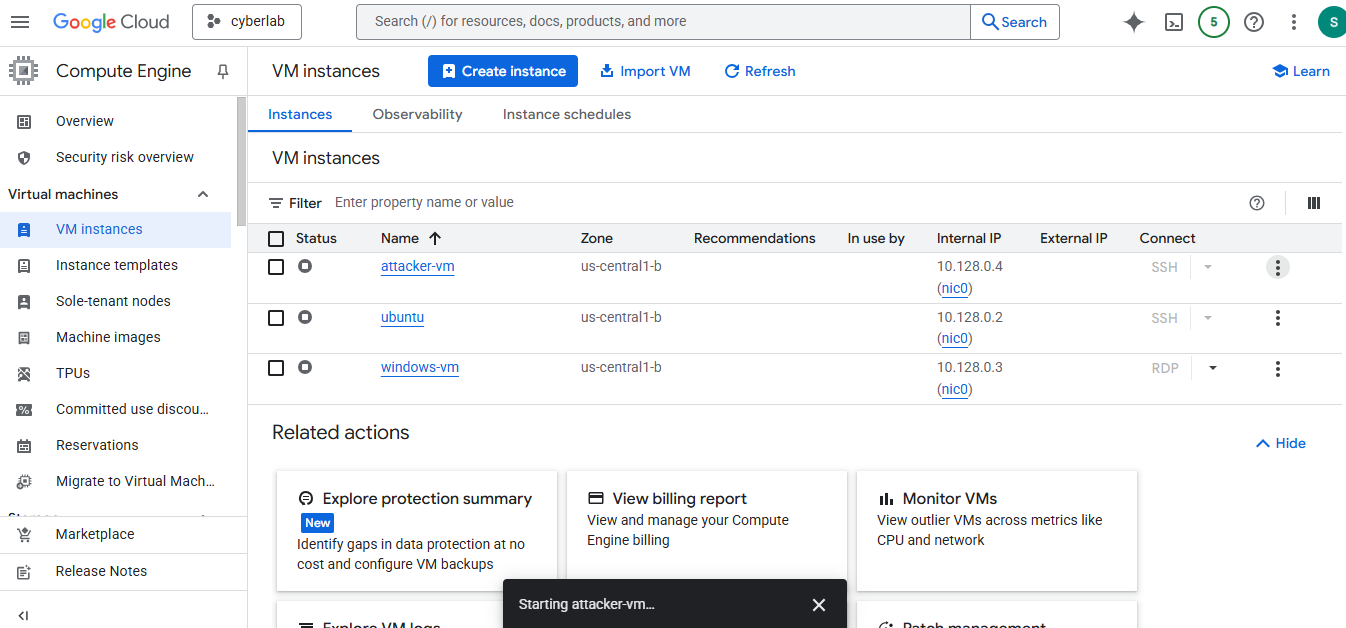 Google Cloud
cyberlab
Search (/) for resources, docs, products, and more
Search
5
S
Compute Engine
VM instances
Create instance
Import VM
Refresh
Learn
Overview
Security risk overview
Virtual machines
VM instances
Instance templates
Sole-tenant nodes
Machine images
TPUs
Committed use discou...
Reservations
Migrate to Virtual Mach...
Marketplace
Release Notes
Instances
Observability
Instance schedules
VM instances
Filter
Enter property name or value
Status Name Zone Recommendations In use by Internal IP External IP Connect
attacker-vm us-central1-b 10.128.0.4 SSH
(nic0)
ubuntu us-central1-b 10.128.0.2 SSH
(nic0)
windows-vm us-central1-b 10.128.0.3 RDP
(nic0)
Related actions
Hide
Explore protection summary
New
Identify gaps in data protection at no
cost and configure VM backups
View billing report
View and manage your Compute
Engine billing
Monitor VMs
View outlier VMs across metrics like
CPU and network
Explore VM logs
Patch management
Starting attacker-vm...